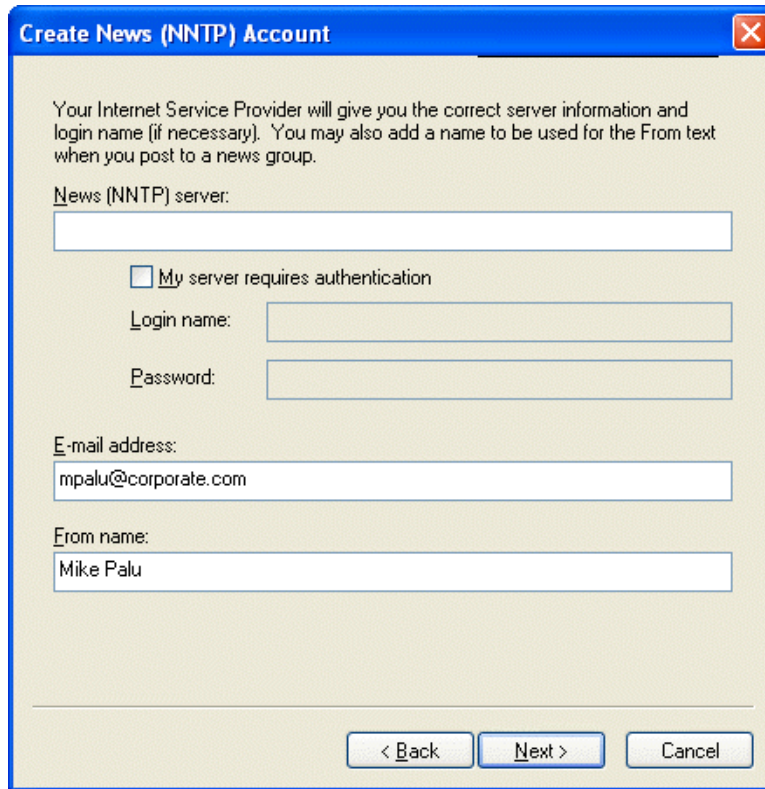 Create News (NNTP) Account
Your Internet Service Provider will give you the correct server information and
login name (if necessary).  You may also add a name to be used for the From text
when you post to a news group.
News (NNTP) server:
My server requires authentication
Login name:
Password:
E-mail address:
mpalu@corporate.com
From name:
Mike Palu
< Back Next > Cancel